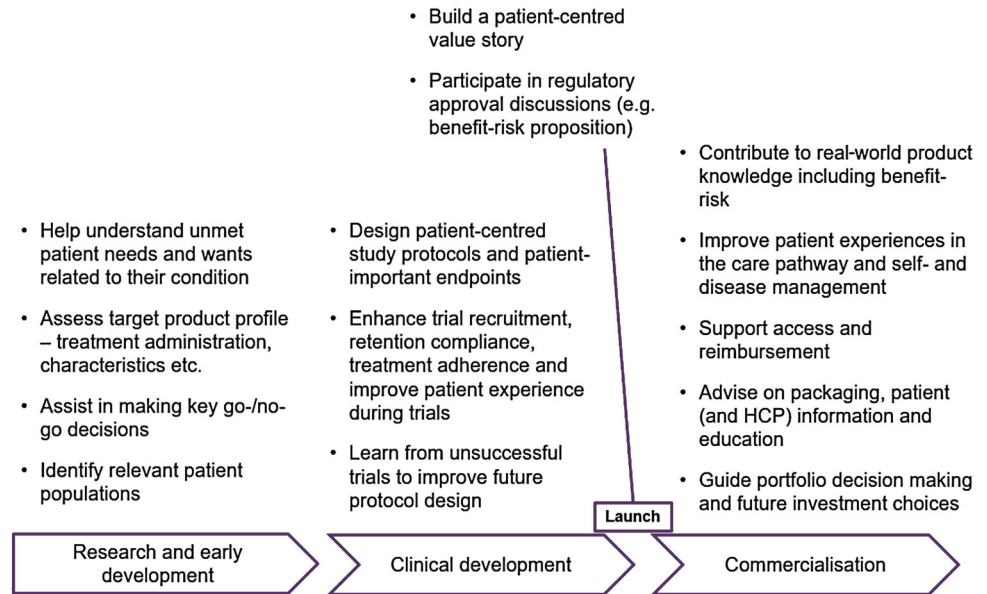 • Build a patient-centred
value story
• Participate in regulatory
approval discussions (e.g.
benefit-risk proposition)
• Help understand unmet
patient needs and wants
related to their condition
• Assess target product profile
– treatment administration,
characteristics etc.
• Assist in making key go-/no-
go decisions
• Identify relevant patient
populations
• Design patient-centred
study protocols and patient-
important endpoints
• Enhance trial recruitment,
retention compliance,
treatment adherence and
improve patient experience
during trials
• Learn from unsuccessful
trials to improve future
protocol design
• Contribute to real-world product
knowledge including benefit-
risk
• Improve patient experiences in
the care pathway and self- and
disease management
• Support access and
reimbursement
• Advise on packaging, patient
(and HCP) information and
education
• Guide portfolio decision making
and future investment choices
Launch
Research and early
development
Clinical development
Commercialisation